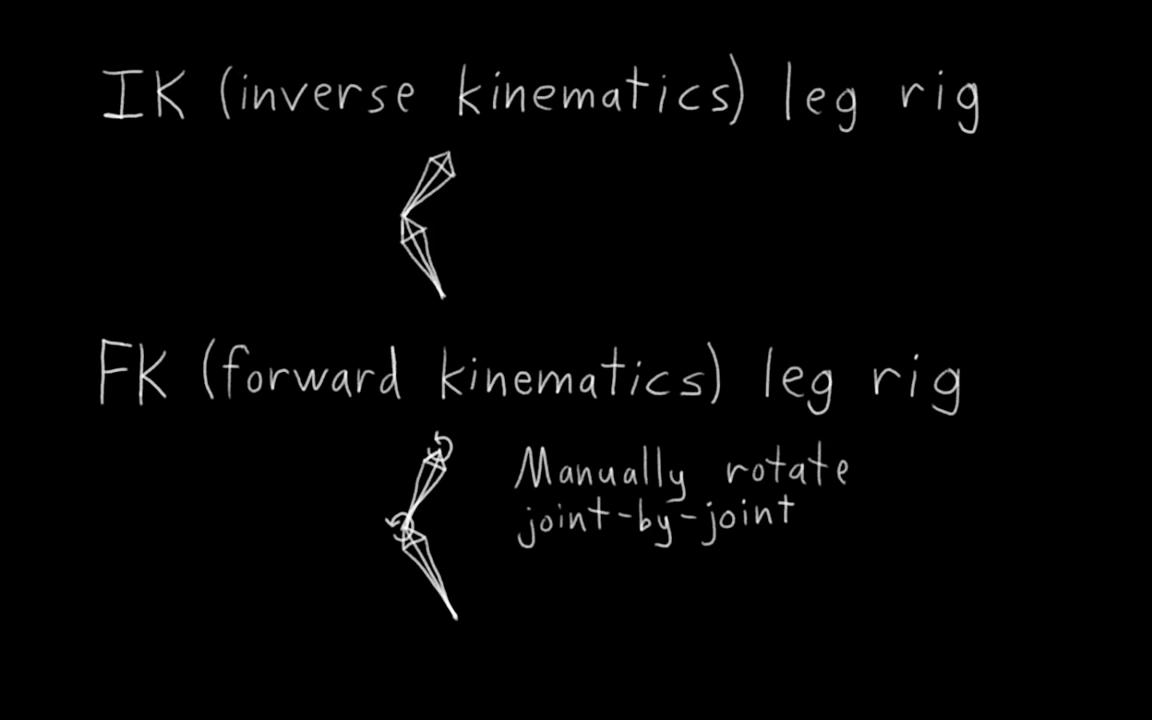 IK (inverse kinematics) leg rig
FK (forward kinematics) leg rig
Manually rotate
joint-by-joint